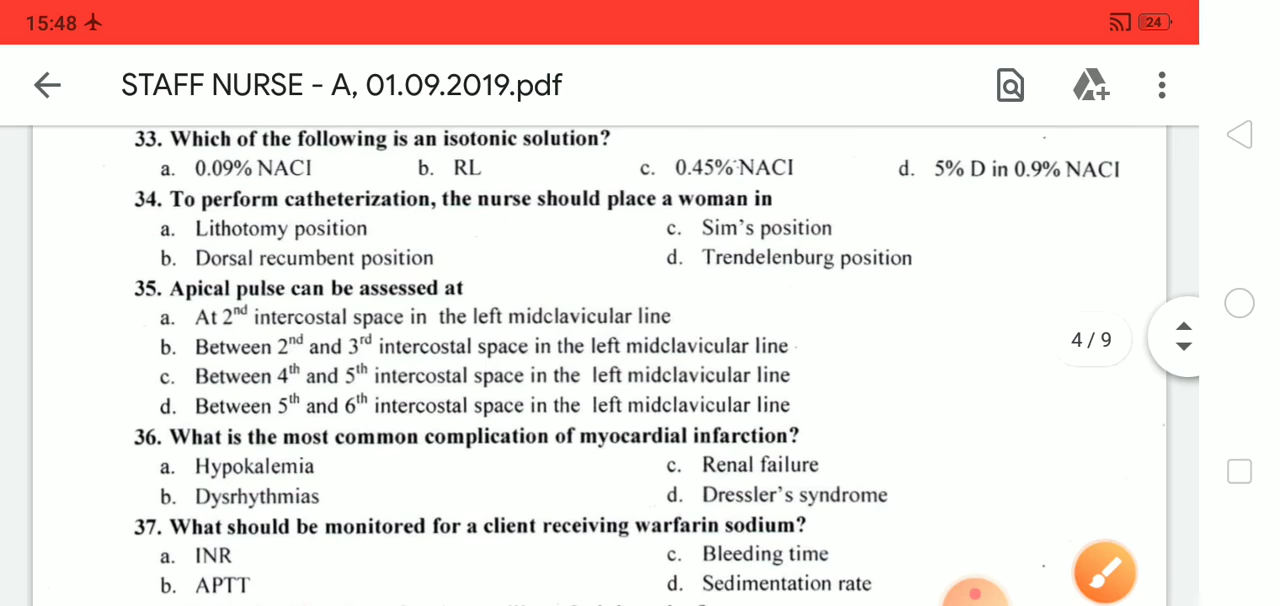 15:48
24
STAFF NURSE - A, 01.09.2019.pdf
33. Which of the following is an isotonic solution?
a. 0.09% NACI b. RL c. 0.45% NACI d. 5% D in 0.9% NACI
34. To perform catheterization, the nurse should place a woman in
a. Lithotomy position c. Sim's position
b. Dorsal recumbent position d. Trendelenburg position
35. Apical pulse can be assessed at
a. At 2nd intercostal space in the left midclavicular line
b. Between 2nd and 3rd intercostal space in the left midclavicular line
4/9
c. Between 4th and 5th intercostal space in the left midclavicular line
d. Between 5th and 6th intercostal space in the left midclavicular line
36. What is the most common complication of myocardial infarction?
a. Hypokalemia c. Renal failure
b. Dysrhythmias d. Dressler's syndrome
37. What should be monitored for a client receiving warfarin sodium?
a. INR c. Bleeding time
b. APTT d. Sedimentation rate